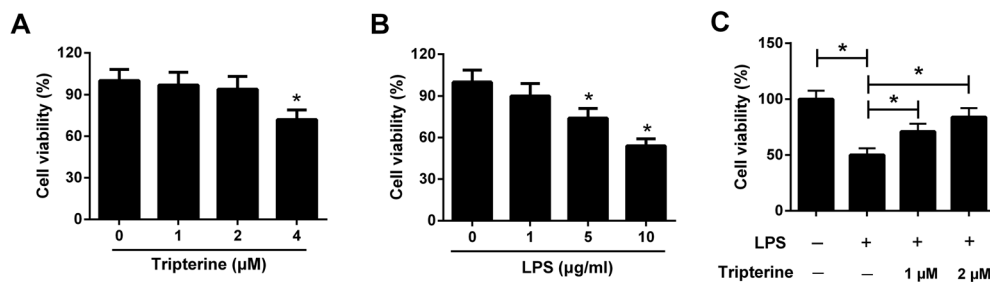 A
Cell viability (%)
120
90
60
30
0
*
0 1 2 4
Tripterine (μM)
B
Cell viability (%)
120
90
60
30
0
*
*
0 1 5 10
LPS (μg/ml)
C
Cell viability (%)
150
100
50
0
*
*
*
LPS – + + +
Tripterine – – 1 μM 2 μM